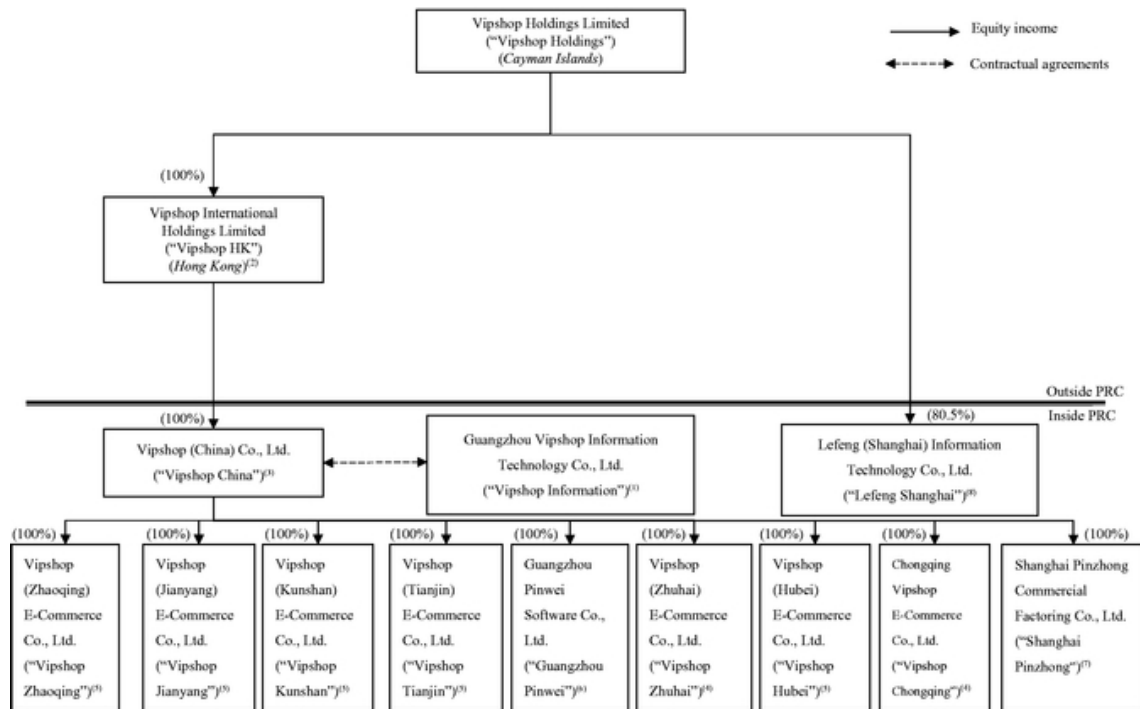 Vipshop Holdings Limited
(“Vipshop Holdings”)
(Cayman Islands)
Equity income
Contractual agreements
(100%)
Vipshop International
Holdings Limited
(“Vipshop HK”)
(Hong Kong)(2)
Outside PRC
Inside PRC
(100%)
Vipshop (China) Co., Ltd.
(“Vipshop China”)(3)
Guangzhou Vipshop Information
Technology Co., Ltd.
(“Vipshop Information”)(1)
(80.5%)
Lefeng (Shanghai) Information
Technology Co., Ltd.
(“Lefeng Shanghai”)(8)
(100%)
Vipshop
(Zhaoqing)
E-Commerce
Co., Ltd.
(“Vipshop
Zhaoqing”)(5)
(100%)
Vipshop
(Jianyang)
E-Commerce
Co., Ltd.
(“Vipshop
Jianyang”)(5)
(100%)
Vipshop
(Kunshan)
E-Commerce
Co., Ltd.
(“Vipshop
Kunshan”)(5)
(100%)
Vipshop
(Tianjin)
E-Commerce
Co., Ltd.
(“Vipshop
Tianjin”)(5)
(100%)
Guangzhou
Pinwei
Software Co.,
Ltd.
(“Guangzhou
Pinwei”)(6)
(100%)
Vipshop
(Zhuhai)
E-Commerce
Co., Ltd.
(“Vipshop
Zhuhai”)(4)
(100%)
Vipshop
(Hubei)
E-Commerce
Co., Ltd.
(“Vipshop
Hubei”)(5)
(100%)
Chongqing
Vipshop
E-Commerce
Co., Ltd.
(“Vipshop
Chongqing”)(4)
(100%)
Shanghai Pinzhong
Commercial
Factoring Co., Ltd.
(“Shanghai
Pinzhong“)(7)